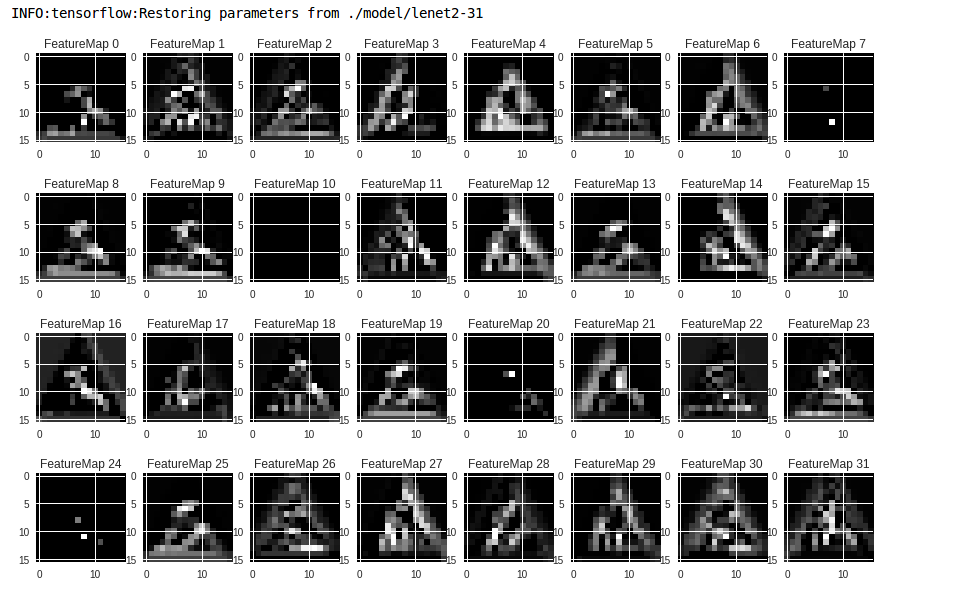 INFO:tensorflow:Restoring parameters from ./model/lenet2-31
FeatureMap 0 FeatureMap 1 FeatureMap 2 FeatureMap 3 FeatureMap 4 FeatureMap 5 FeatureMap 6 FeatureMap 7
0 0 0 0 0 0 0 0
5 5 5 5 5 5 5 5
10 10 10 10 10 10 10 10
15 15 15 15 15 15 15 15
0 10 0 10 0 10 0 10 0 10 0 10 0 10 0 10
FeatureMap 8 FeatureMap 9 FeatureMap 10 FeatureMap 11 FeatureMap 12 FeatureMap 13 FeatureMap 14 FeatureMap 15
0 0 0 0 0 0 0 0
5 5 5 5 5 5 5 5
10 10 10 10 10 10 10 10
15 15 15 15 15 15 15 15
0 10 0 10 0 10 0 10 0 10 0 10 0 10 0 10
FeatureMap 16 FeatureMap 17 FeatureMap 18 FeatureMap 19 FeatureMap 20 FeatureMap 21 FeatureMap 22 FeatureMap 23
0 0 0 0 0 0 0 0
5 5 5 5 5 5 5 5
10 10 10 10 10 10 10 10
15 15 15 15 15 15 15 15
0 10 0 10 0 10 0 10 0 10 0 10 0 10 0 10
FeatureMap 24 FeatureMap 25 FeatureMap 26 FeatureMap 27 FeatureMap 28 FeatureMap 29 FeatureMap 30 FeatureMap 31
0 0 0 0 0 0 0 0
5 5 5 5 5 5 5 5
10 10 10 10 10 10 10 10
15 15 15 15 15 15 15 15
0 10 0 10 0 10 0 10 0 10 0 10 0 10 0 10